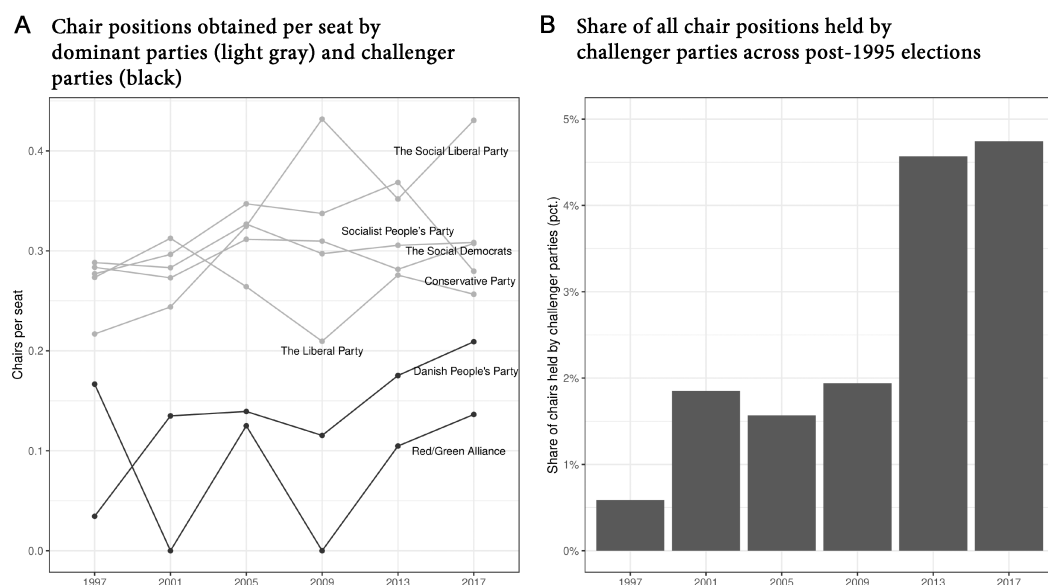 A
Chair positions obtained per seat by
dominant parties (light gray) and challenger
parties (black)
Chairs per seat
0.4
0.3
0.2
0.1
0.0
The Social Liberal Party
Socialist People's Party
The Social Democrats
Conservative Party
The Liberal Party
Danish People's Party
Red/Green Alliance
1997
2001
2005
2009
2013
2017
B
Share of all chair positions held by
challenger parties across post-1995 elections
Share of chairs held by challenger parties (pct.)
5%
4%
3%
2%
1%
0%
1997
2001
2005
2009
2013
2017